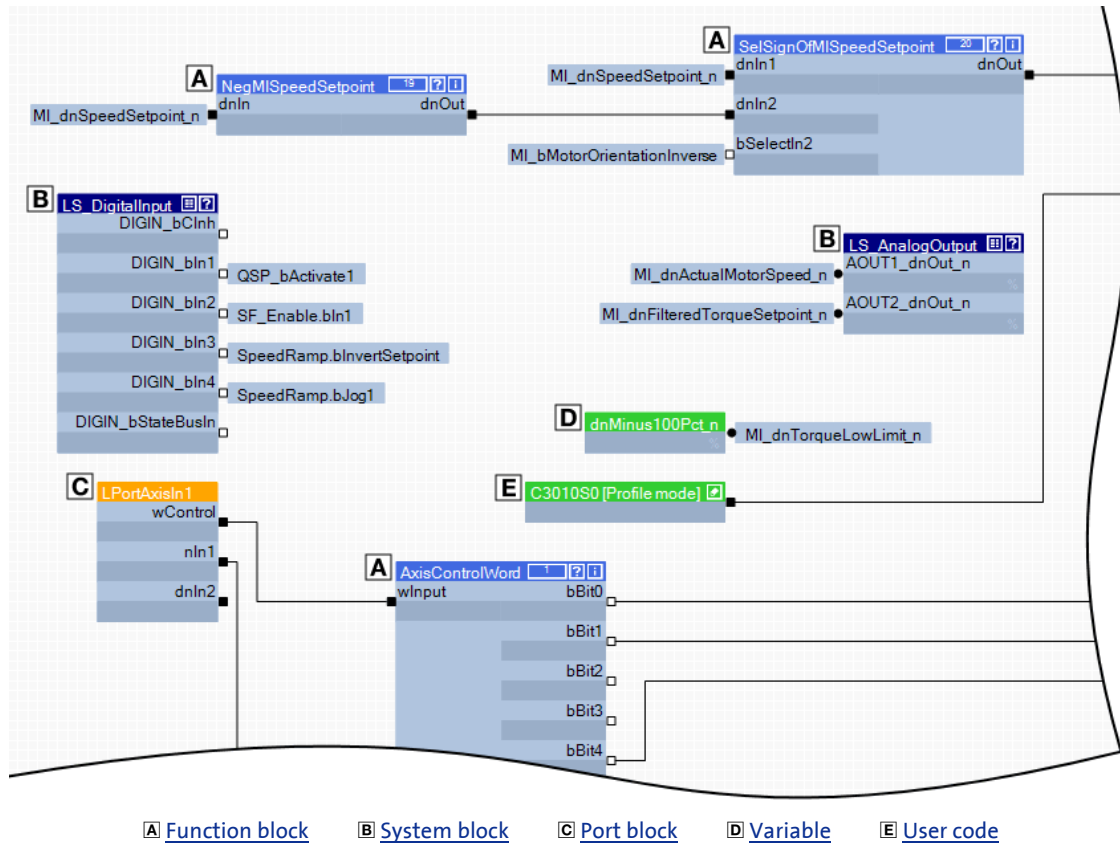 A SelSignOfMISpeedSetpoint 20 ? i
MI_dnSpeedSetpoint_n dnIn1 dnOut
A NegMISpeedSetpoint 19 ? i
MI_dnSpeedSetpoint_n dnIn dnOut
dnIn2
MI_bMotorOrientationInverse bSelectIn2
B LS_DigitalInput ?
DIGIN_bCInh
DIGIN_bIn1 QSP_bActivate1
DIGIN_bIn2 SF_Enable.bIn1
DIGIN_bIn3 SpeedRamp.bInvertSetpoint
DIGIN_bIn4 SpeedRamp.bJog1
DIGIN_bStateBusIn
B LS_AnalogOutput ?
MI_dnActualMotorSpeed_n AOUT1_dnOut_n
%
MI_dnFilteredTorqueSetpoint_n AOUT2_dnOut_n
%
D dnMinus100Pct_n
% MI_dnTorqueLowLimit_n
C LPortAxisIn1
wControl
nIn1
dnIn2
E C3010S0 [Profile mode]
A AxisControlWord 1 ? i
wInput bBit0
bBit1
bBit2
bBit3
bBit4
A Function block B System block C Port block D Variable E User code